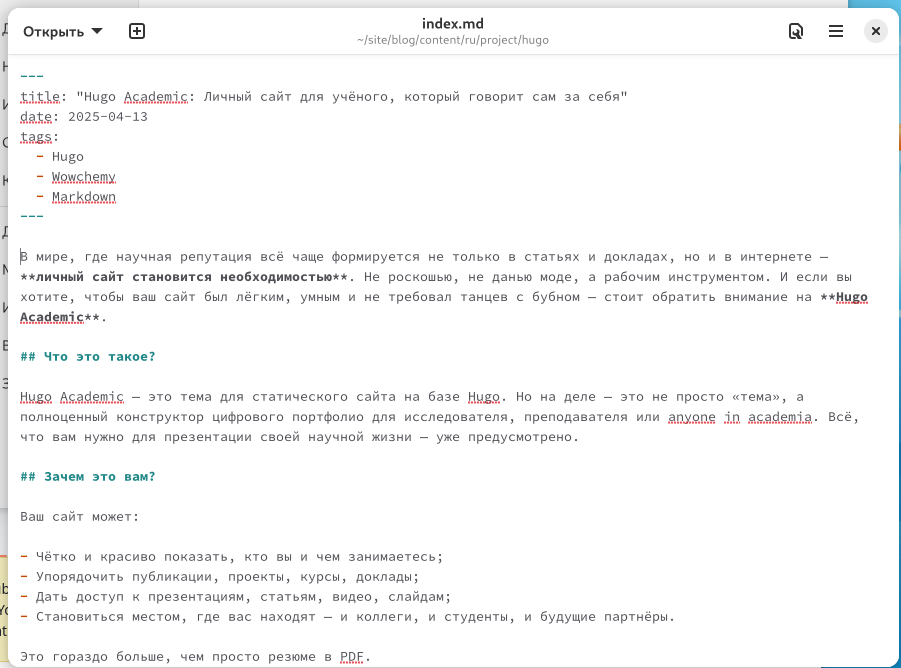 Открыть
index.md
~/site/blog/content/ru/project/hugo
---
title: "Hugo Academic: Личный сайт для учёного, который говорит сам за себя"
date: 2025-04-13
tags:
- Hugo
- Wowchemy
- Markdown
---
В мире, где научная репутация всё чаще формируется не только в статьях и докладах, но и в интернете —
**личный сайт становится необходимостью**. Не роскошью, не данью моде, а рабочим инструментом. И если вы
хотите, чтобы ваш сайт был лёгким, умным и не требовал танцев с бубном — стоит обратить внимание на **Hugo
Academic**.
## Что это такое?
Hugo Academic — это тема для статического сайта на базе Hugo. Но на деле — это не просто «тема», а
полноценный конструктор цифрового портфолио для исследователя, преподавателя или anyone in academia. Всё,
что вам нужно для презентации своей научной жизни — уже предусмотрено.
## Зачем это вам?
Ваш сайт может:
- Чётко и красиво показать, кто вы и чем занимаетесь;
- Упорядочить публикации, проекты, курсы, доклады;
- Дать доступ к презентациям, статьям, видео, слайдам;
- Становиться местом, где вас находят — и коллеги, и студенты, и будущие партнёры.
Это гораздо больше, чем просто резюме в PDF.